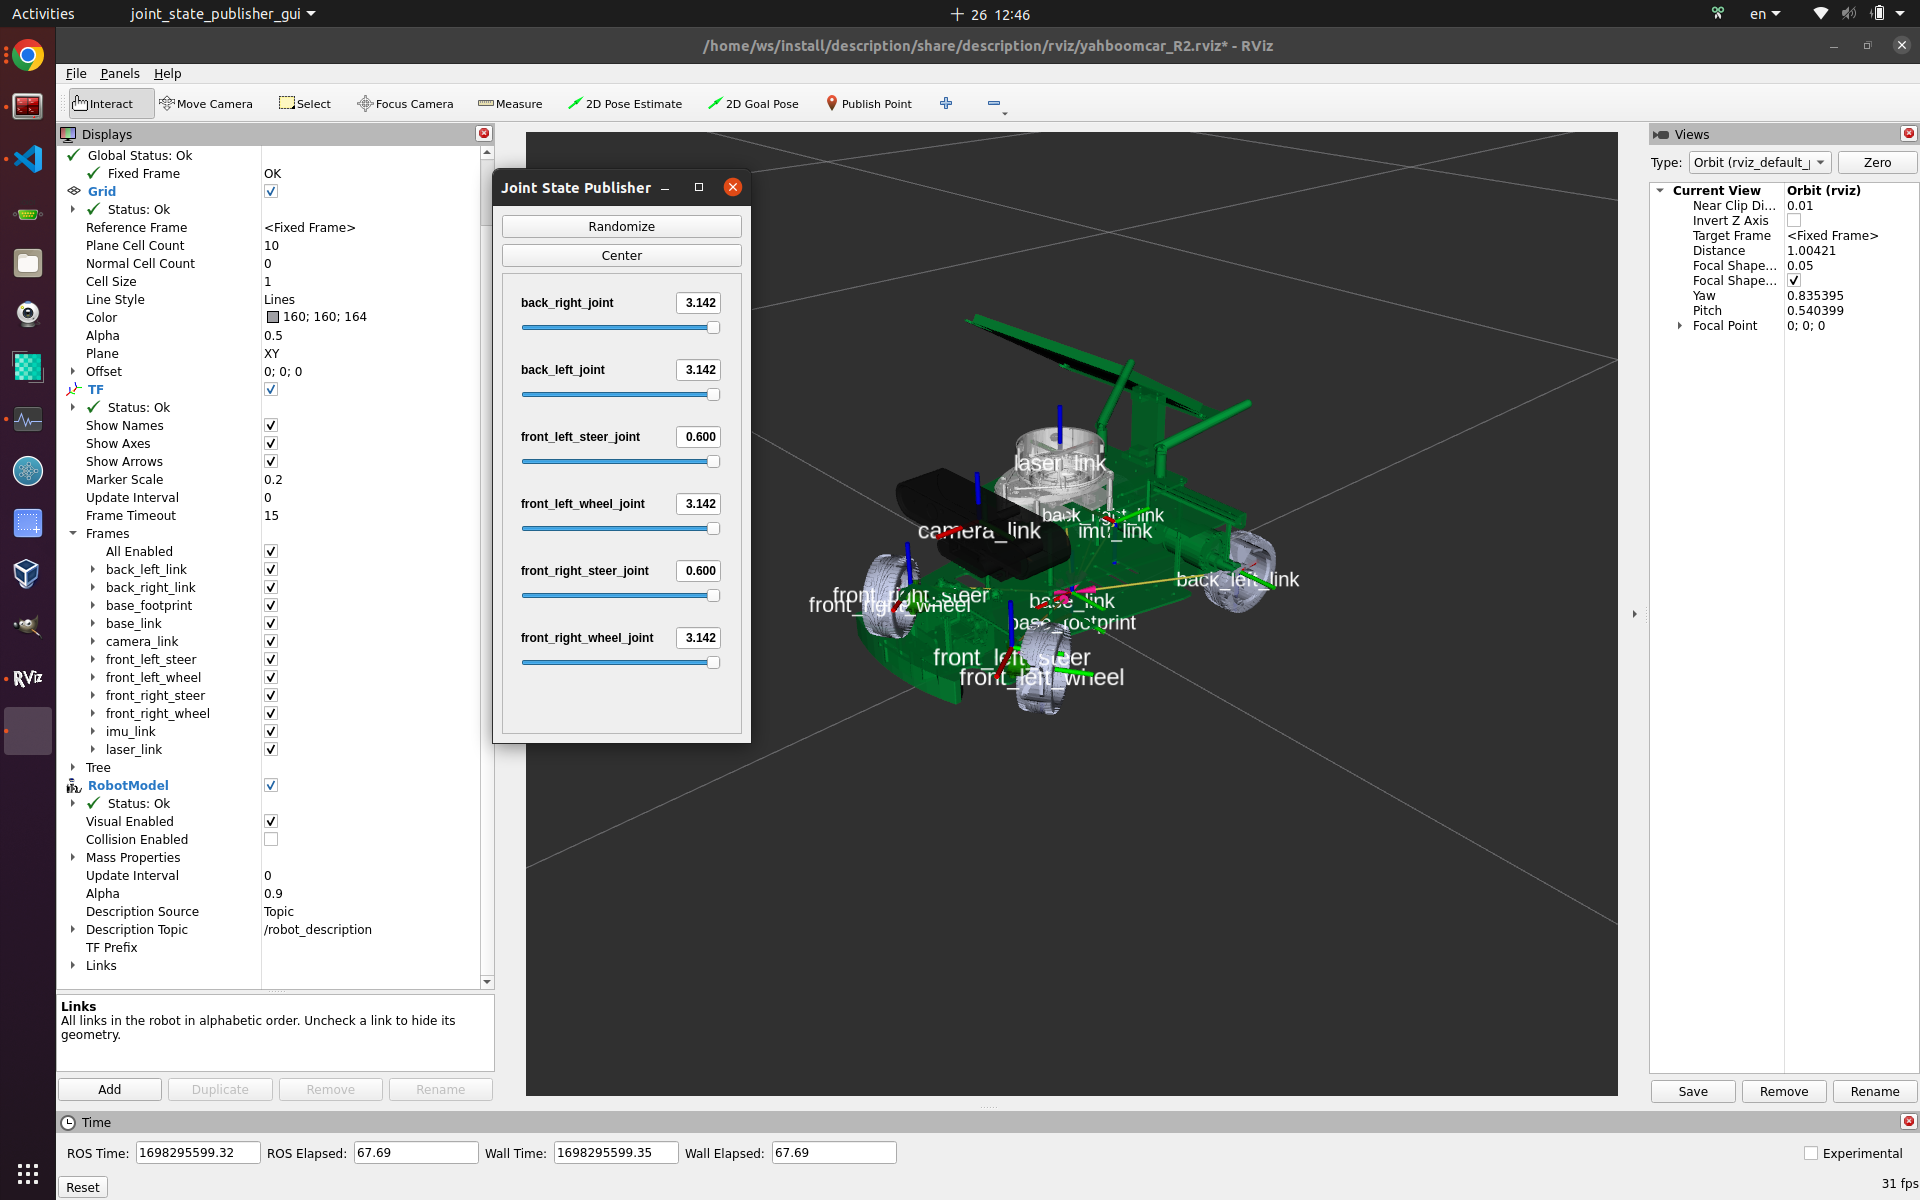 Activities
joint_state_publisher_gui
26 12:46
en
/home/ws/install/description/share/description/rviz/yahboomcar_R2.rviz* - RViz
File Panels Help
Interact Move Camera Select Focus Camera Measure 2D Pose Estimate 2D Goal Pose Publish Point
Displays
Global Status: Ok
Fixed Frame OK
Grid
Status: Ok
Reference Frame <Fixed Frame>
Plane Cell Count 10
Normal Cell Count 0
Cell Size 1
Line Style Lines
Color 160; 160; 164
Alpha 0.5
Plane XY
Offset 0; 0; 0
TF
Status: Ok
Show Names
Show Axes
Show Arrows
Marker Scale 0.2
Update Interval 0
Frame Timeout 15
Frames
All Enabled
back_left_link
back_right_link
base_footprint
base_link
camera_link
front_left_steer
front_left_wheel
front_right_steer
front_right_wheel
imu_link
laser_link
Tree
RobotModel
Status: Ok
Visual Enabled
Collision Enabled
Mass Properties
Update Interval 0
Alpha 0.9
Description Source Topic
Description Topic /robot_description
TF Prefix
Links
Links
All links in the robot in alphabetic order. Uncheck a link to hide its
geometry.
Add Duplicate Remove Rename
Joint State Publisher
Randomize
Center
back_right_joint 3.142
back_left_joint 3.142
front_left_steer_joint 0.600
front_left_wheel_joint 3.142
front_right_steer_joint 0.600
front_right_wheel_joint 3.142
laser_link
back_right_link
camera_link
imu_link
back_left_link
front_right_steer
front_right_wheel
base_link
base_footprint
front_left_steer
front_left_wheel
Views
Type: Orbit (rviz_default_ Zero
Current View Orbit (rviz)
Near Clip Di... 0.01
Invert Z Axis
Target Frame <Fixed Frame>
Distance 1.00421
Focal Shape... 0.05
Focal Shape...
Yaw 0.835395
Pitch 0.540399
Focal Point 0; 0; 0
Save Remove Rename
Time
ROS Time: 1698295599.32 ROS Elapsed: 67.69 Wall Time: 1698295599.35 Wall Elapsed: 67.69 Experimental
Reset
31 fps
RViz